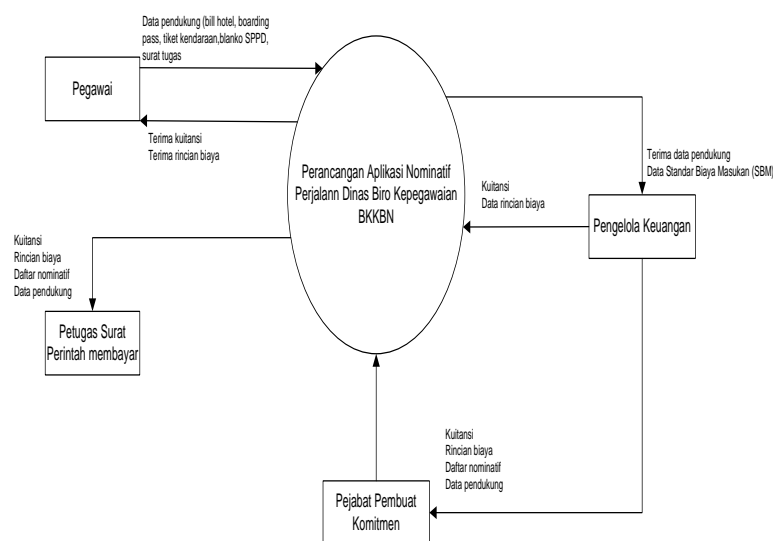 Data pendukung (bill hotel, boarding
pass, tiket kendaraan,blanko SPPD,
surat tugas
Pegawai
Terima kuitansi
Terima rincian biaya
Perancangan Aplikasi Nominatif
Perjalann Dinas Biro Kepegawaian
BKKBN
Terima data pendukung
Data Standar Biaya Masukan (SBM)
Kuitansi
Data rincian biaya
Pengelola Keuangan
Kuitansi
Rincian biaya
Daftar nominatif
Data pendukung
Petugas Surat
Perintah membayar
Kuitansi
Rincian biaya
Daftar nominatif
Data pendukung
Pejabat Pembuat
Komitmen